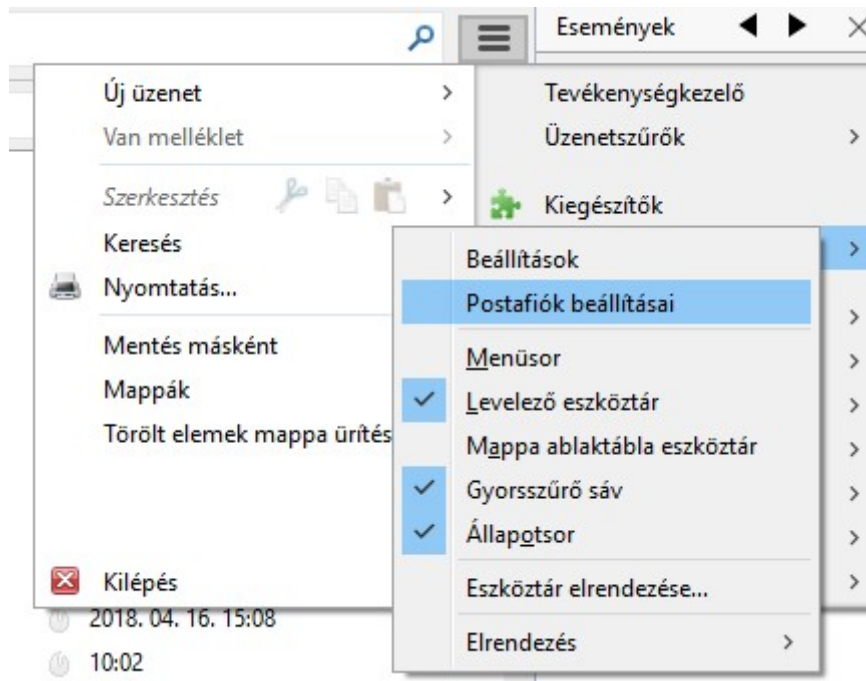 Események
Új üzenet
Van melléklet
Szerkesztés
Keresés
Nyomtatás...
Mentés másként
Mappák
Törölt elemek mappa ürítés
Kilépés
Tevékenységkezelő
Üzenetszűrők
Kiegészítők
Beállítások
Postafiók beállításai
Menüsor
Levelező eszköztár
Mappa ablaktábla eszköztár
Gyorsszűrő sáv
Állapotsor
Eszköztár elrendezése...
Elrendezés
2018. 04. 16. 15:08
10:02